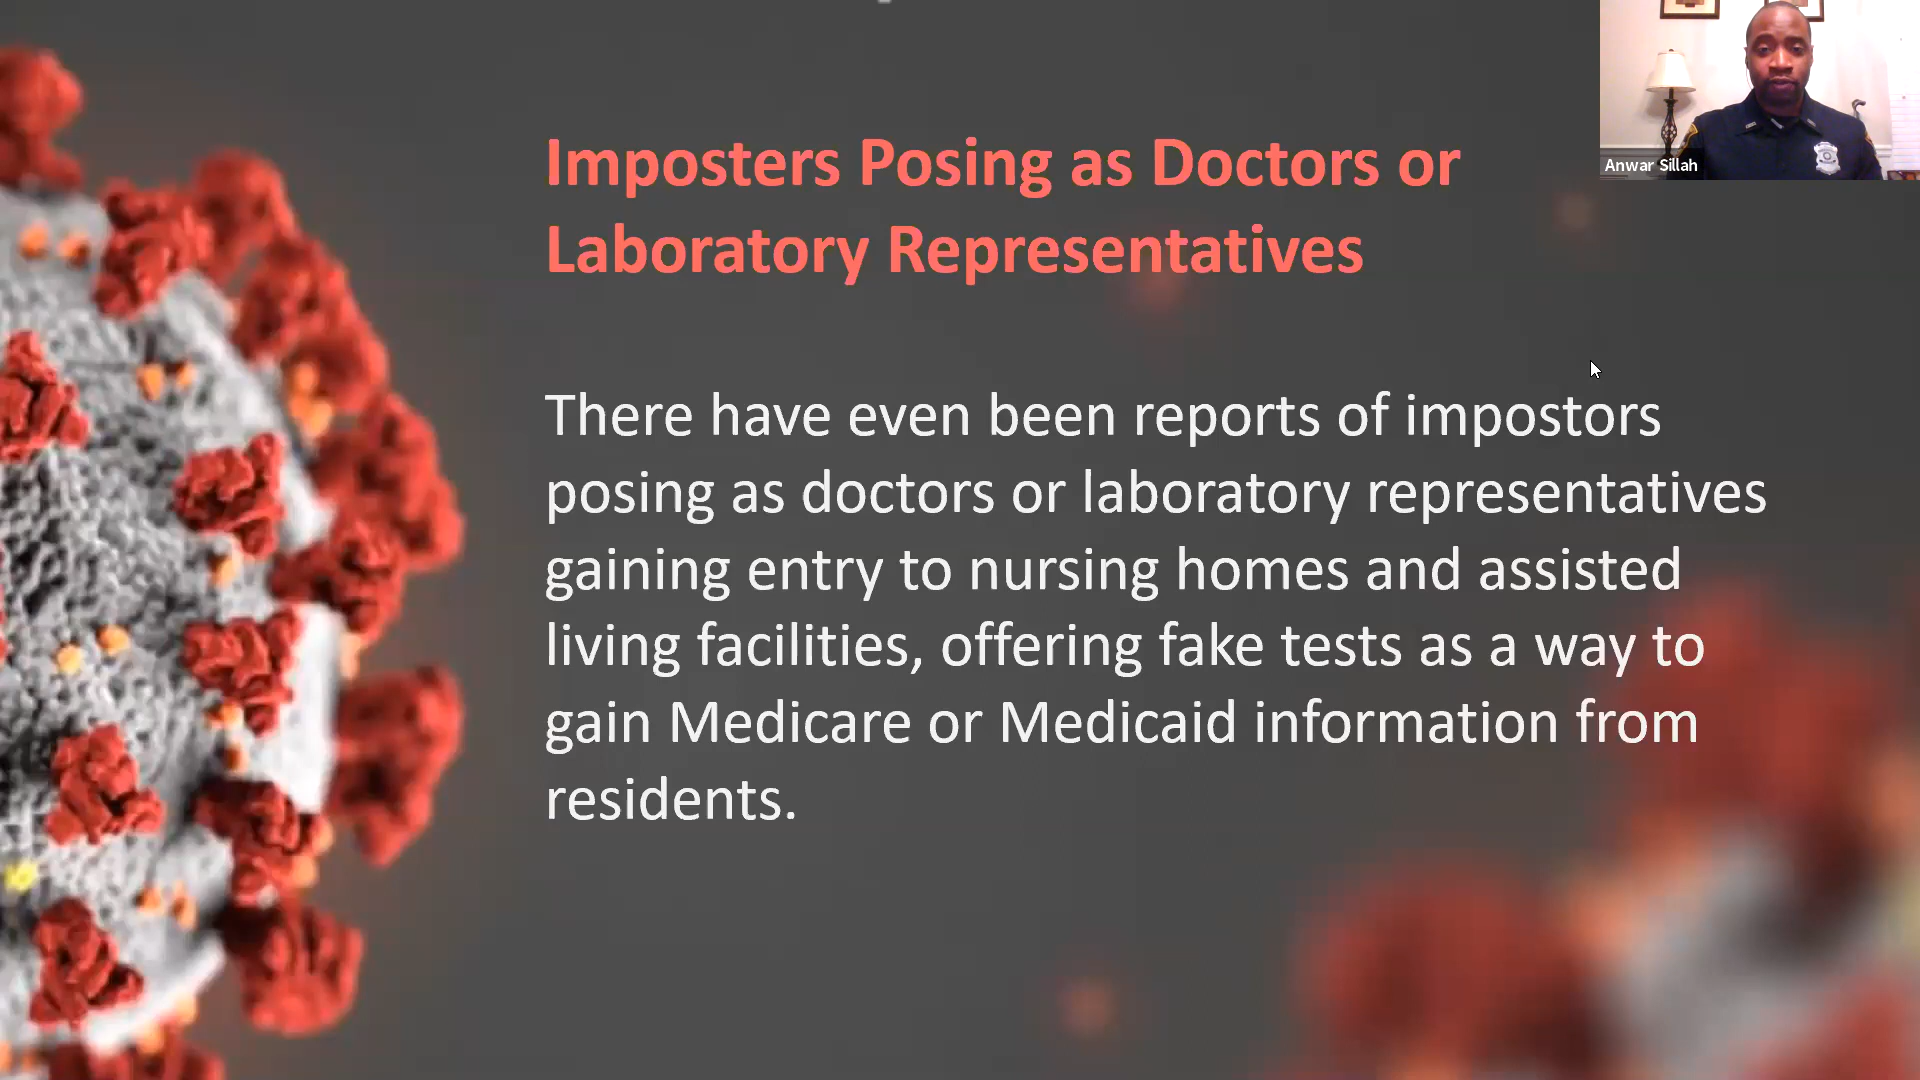 Imposters Posing as Doctors or
Laboratory Representatives
There have even been reports of impostors
posing as doctors or laboratory representatives
gaining entry to nursing homes and assisted
living facilities, offering fake tests as a way to
gain Medicare or Medicaid information from
residents.
Anwar Sillah